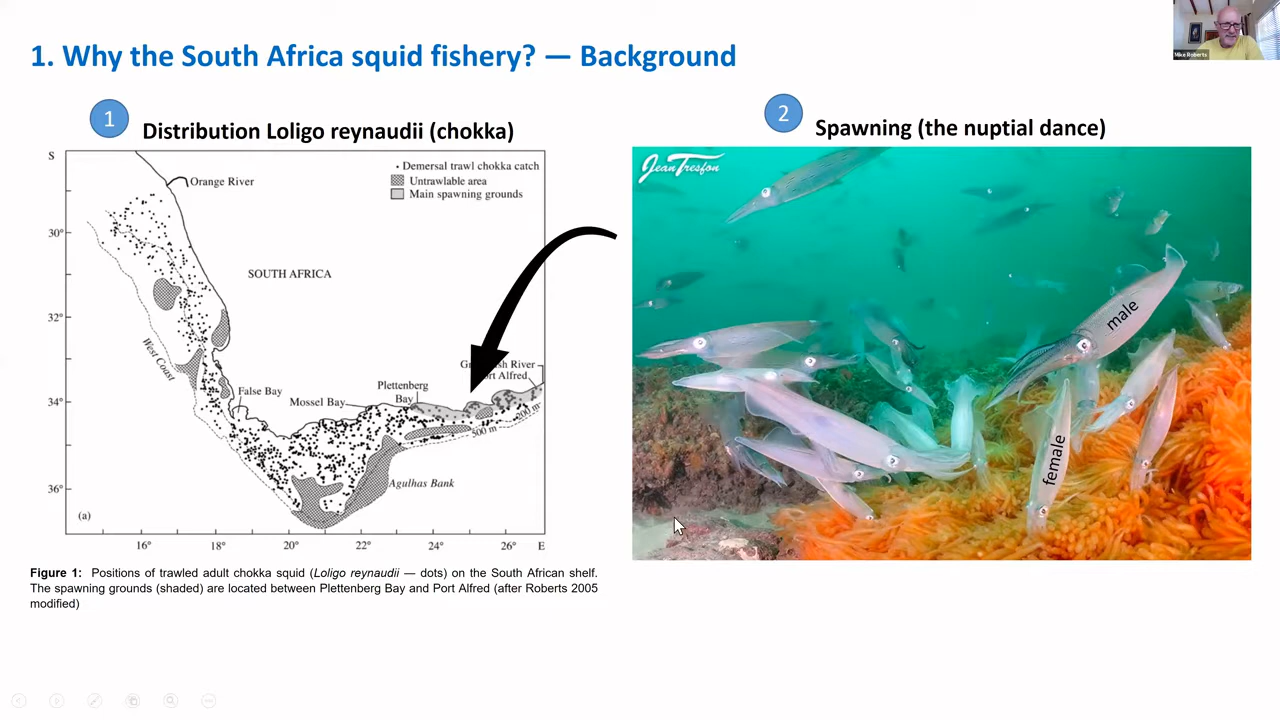 1. Why the South Africa squid fishery? — Background
Mike Roberts
1
Distribution Loligo reynaudii (chokka)
2
Spawning (the nuptial dance)
S
Orange River
Demersal trawl chokka catch
Untrawlable area
Main spawning grounds
30°
SOUTH AFRICA
32°
West Coast
False Bay
Mossel Bay
Plettenberg
Bay
River
Port Alfred
34°
500 m
200 m
36°
Agulhas Bank
(a)
16°
18°
20°
22°
24°
26°
E
Jean Tresfon
male
female
Figure 1: Positions of trawled adult chokka squid (Loligo reynaudii — dots) on the South African shelf.
The spawning grounds (shaded) are located between Plettenberg Bay and Port Alfred (after Roberts 2005
modified)